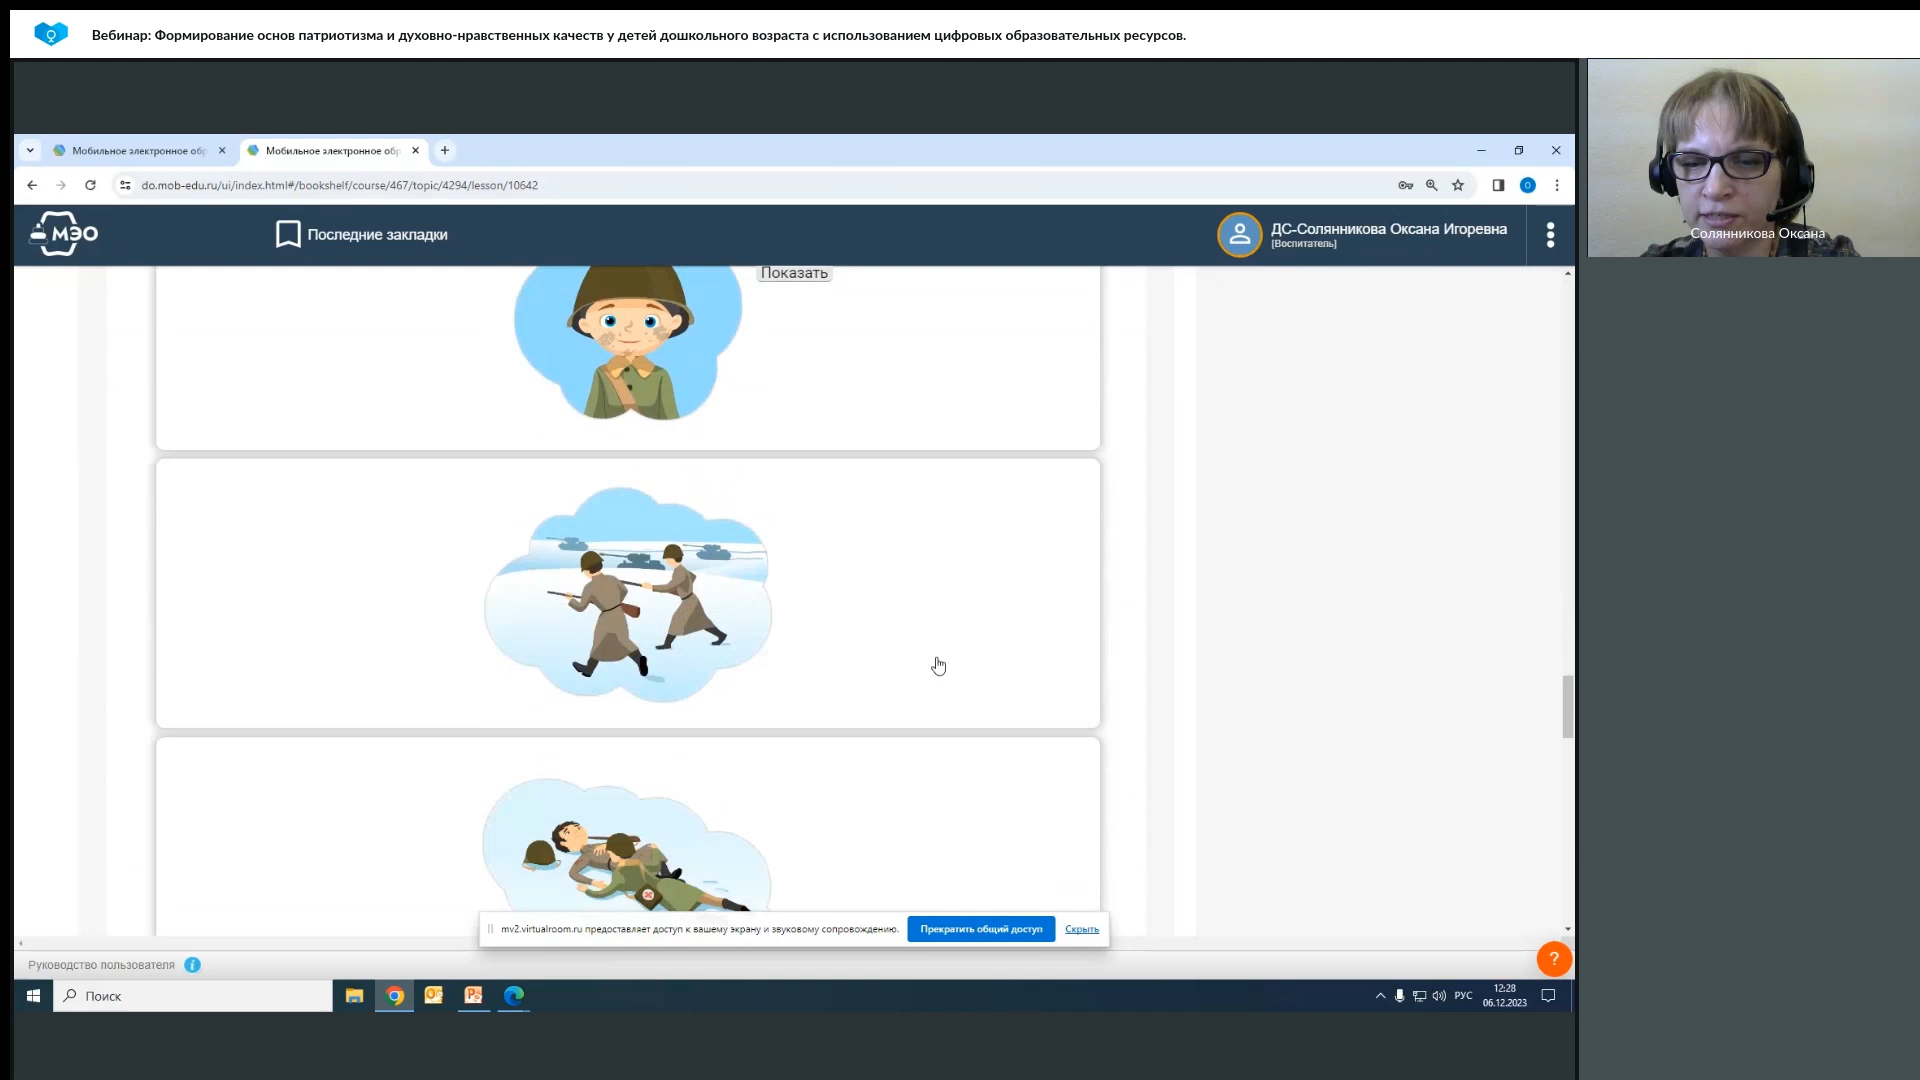 Вебинар: Формирование основ патриотизма и духовно-нравственных качеств у детей дошкольного возраста с использованием цифровых образовательных ресурсов.
Мобильное электронное обр
Мобильное электронное обр
do.mob-edu.ru/ui/index.html#/bookshelf/course/467/topic/4294/lesson/10642
МЭО
Последние закладки
ДС-Солянникова Оксана Игоревна
[Воспитатель]
Солянникова Оксана
Показать
mv2.virtualroom.ru предоставляет доступ к вашему экрану и звуковому сопровождению.
Прекратить общий доступ
Скрыть
Руководство пользователя
Поиск
РУС
12:28
06.12.2023